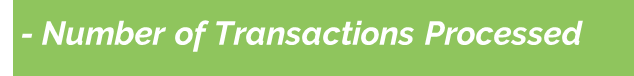 - Number of Transactions Processed